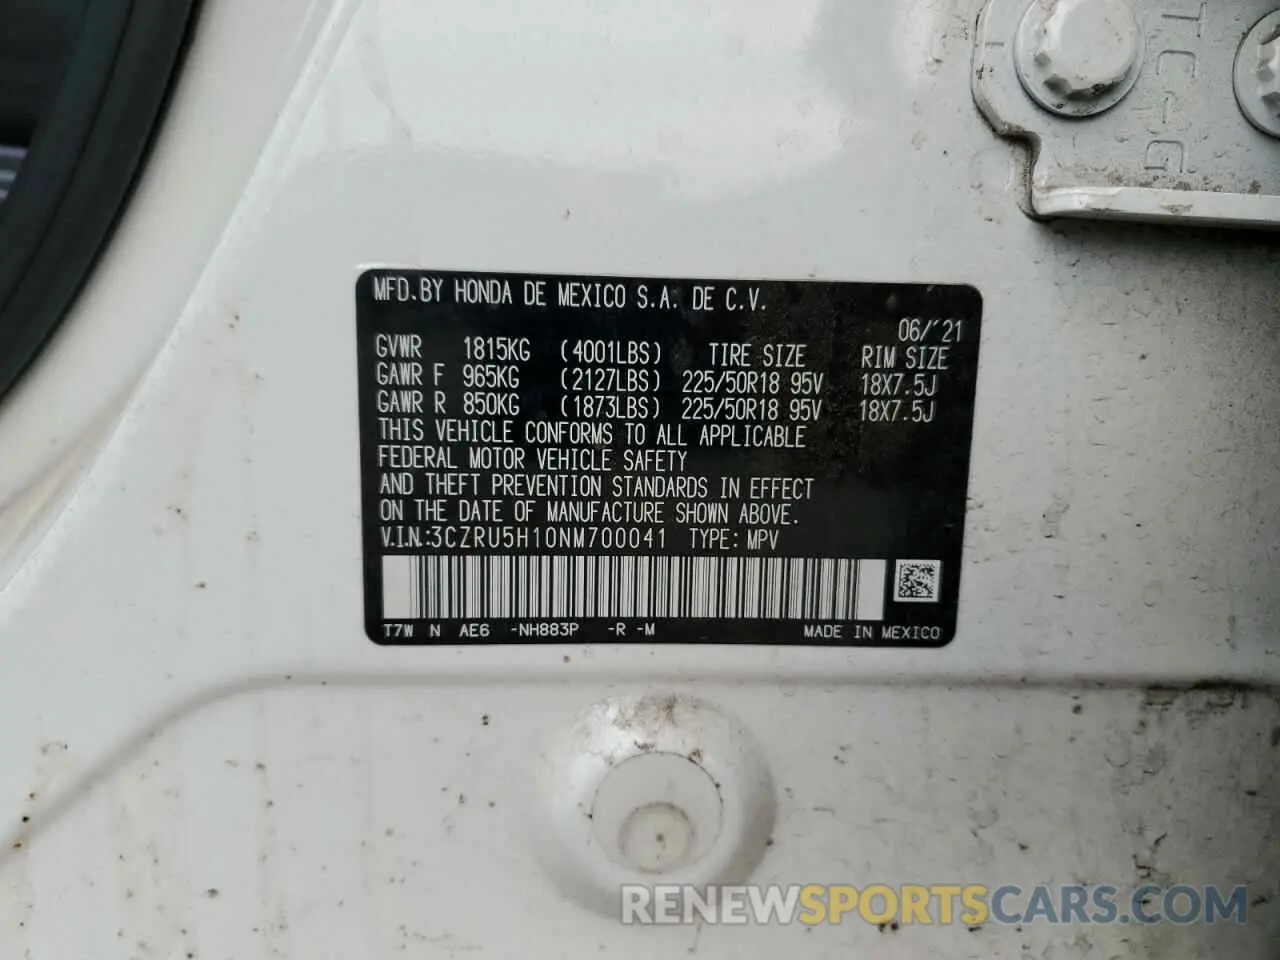 TC-G
MFD.BY HONDA DE MEXICO S.A. DE C.V.
06/'21
GVWR 1815KG (4001LBS) TIRE SIZE RIM SIZE
GAWR F 965KG (2127LBS) 225/50R18 95V 18X7.5J
GAWR R 850KG (1873LBS) 225/50R18 95V 18X7.5J
THIS VEHICLE CONFORMS TO ALL APPLICABLE
FEDERAL MOTOR VEHICLE SAFETY
AND THEFT PREVENTION STANDARDS IN EFFECT
ON THE DATE OF MANUFACTURE SHOWN ABOVE.
V.I.N.:3CZRU5H10NM700041 TYPE: MPV
T7W N AE6 -NH883P -R -M MADE IN MEXICO
RENEWSPORTSCARS.COM